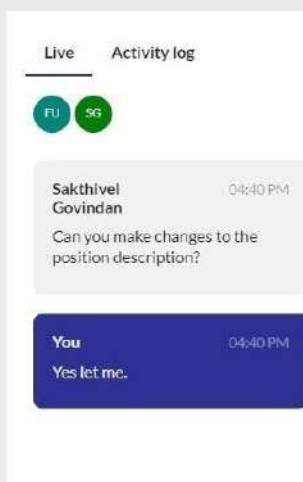 Live Activity log
FU SG
Sakthivel 04:40 PM
Govindan
Can you make changes to the
position description?
You 04:40 PM
Yes let me.